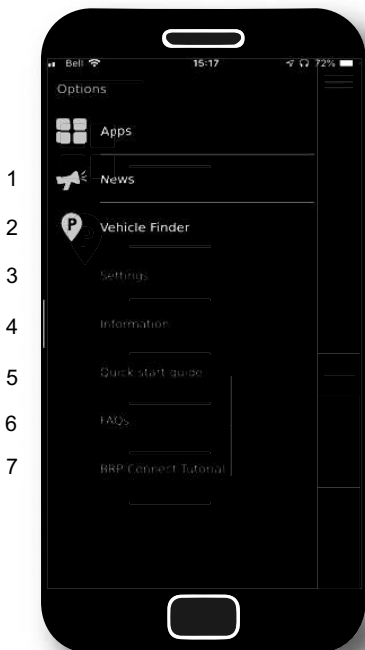 Bell 15:17 72%
Options
Apps
1 News
2 P Vehicle Finder
3 Settings
4 Information
5 Quick start guide
6 FAQs
7 BRP Connect Tutorial